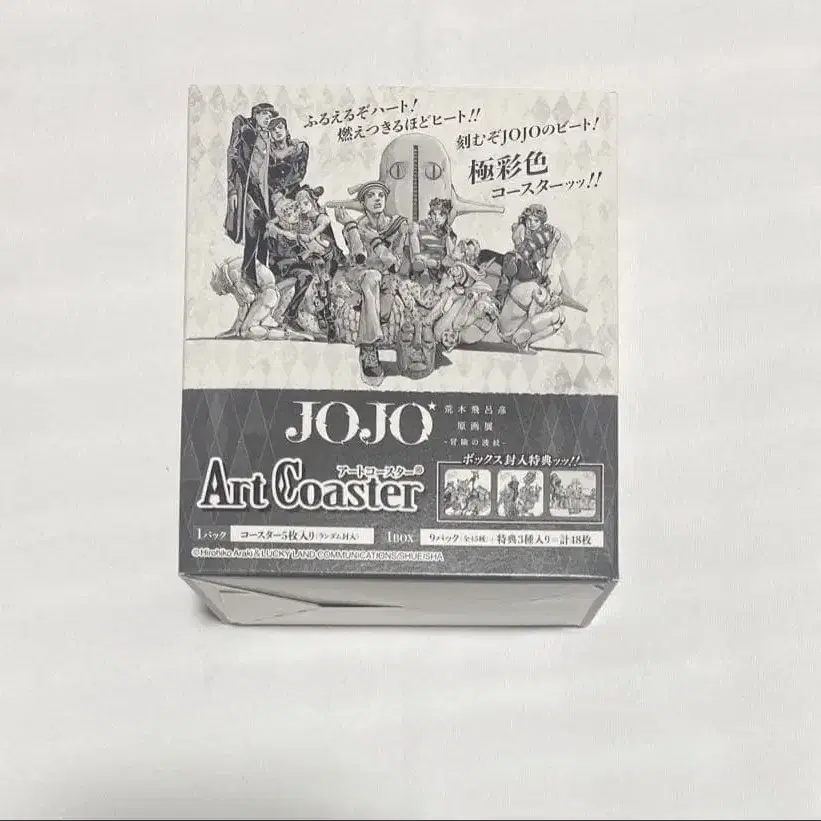 ふるえるぞハート!
燃えつきるほどヒート!!
刻むぞJOJOのビート!
極彩色
コースターッッ!!
JOJO
荒木飛呂彦
原画展
-冒険の波紋-
アートコースター®
Art Coaster
ボックス封入特典ッッ!!
1パック コースター5枚入り(ランダム封入) 1BOX 9パック(全45種)+特典3種入り=計48枚
©Hirohiko Araki & LUCKY LAND COMMUNICATIONS/SHUEISHA